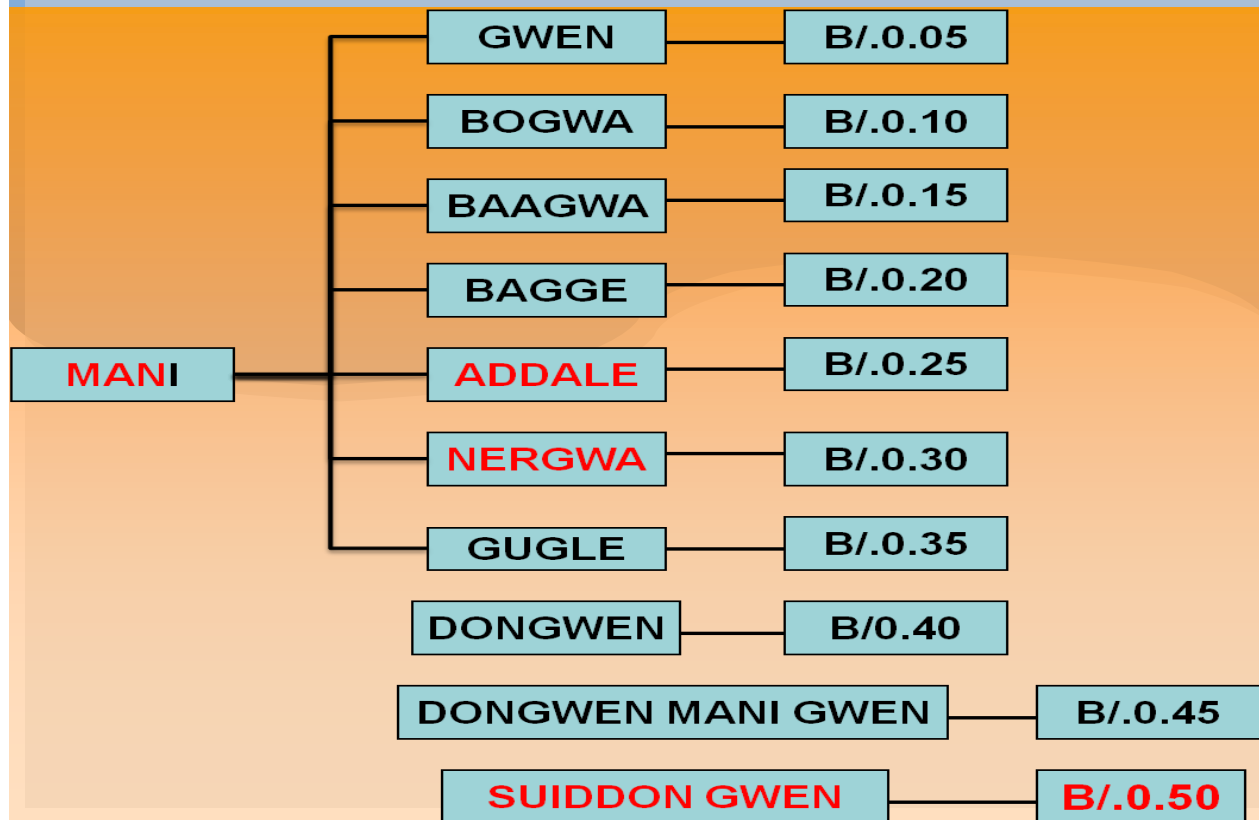 GWEN B/.0.05
BOGWA B/.0.10
BAAGWA B/.0.15
BAGGE B/.0.20
MANI ADDALE B/.0.25
NERGWA B/.0.30
GUGLE B/.0.35
DONGWEN B/0.40
DONGWEN MANI GWEN B/.0.45
SUIDDON GWEN B/.0.50